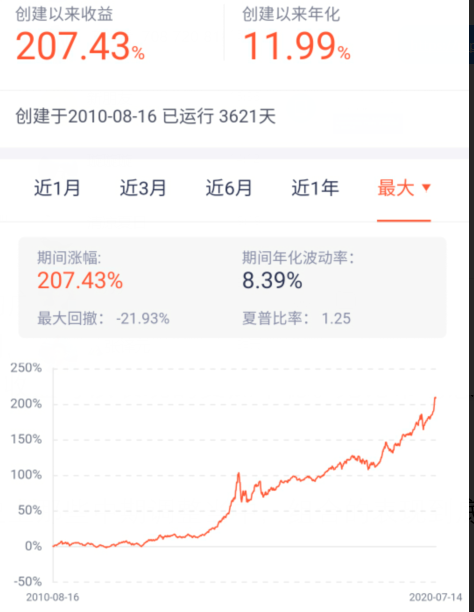 创建以来收益 创建以来年化
207.43% 11.99%
创建于2010-08-16 已运行 3621天
近1月 近3月 近6月 近1年 最大 ▼
期间涨幅: 期间年化波动率:
207.43% 8.39%
最大回撤: -21.93% 夏普比率: 1.25
250%
200%
150%
100%
50%
0%
-50%
2010-08-16 2020-07-14